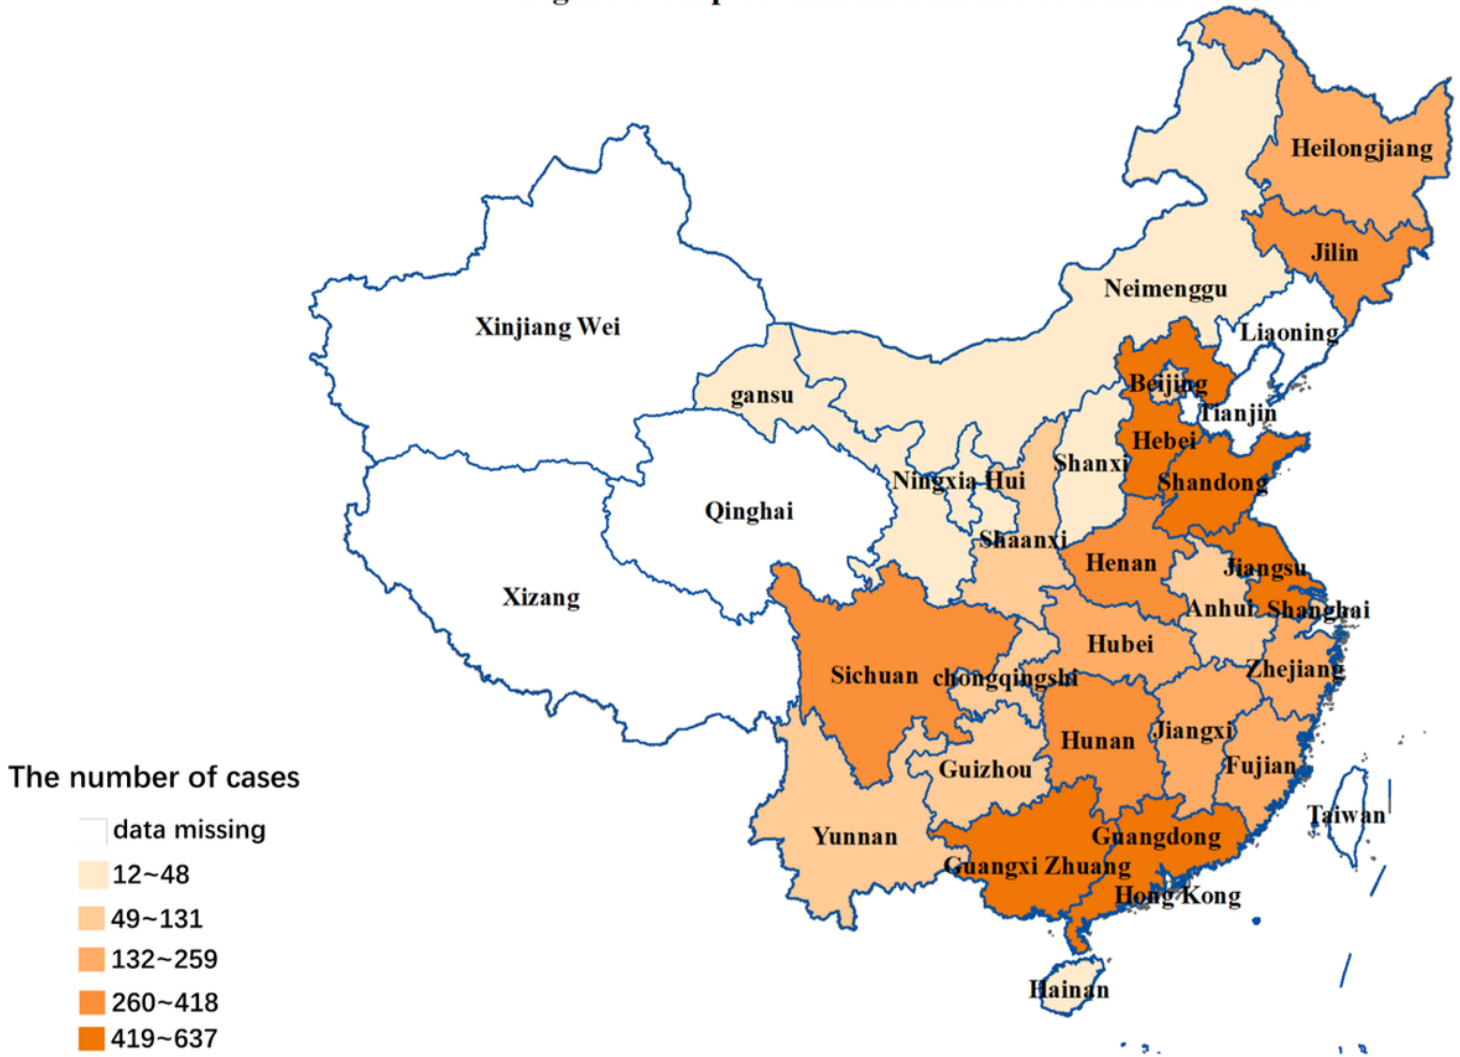 Heilongjiang
Jilin
Neimenggu
Liaoning
Xinjiang Wei
Beijing
gansu
Tianjin
Hebei
Shanxi
Ningxia Hui
Shandong
Qinghai
Shaanxi
Henan
Jiangsu
Xizang
Anhui
Shanghai
Hubei
Zhejiang
Sichuan
chongqingshi
Jiangxi
Hunan
Fujian
Guizhou
Taiwan
Yunnan
Guangdong
Guangxi Zhuang
Hong Kong
Hainan
The number of cases
data missing
12~48
49~131
132~259
260~418
419~637